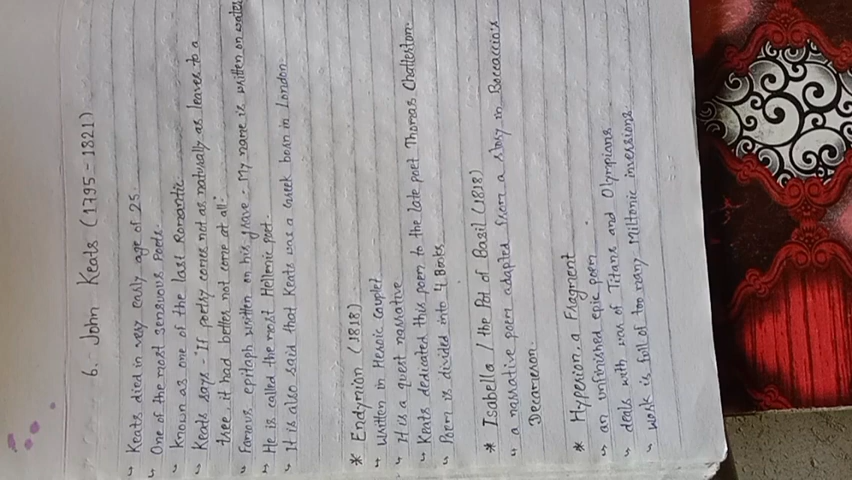 6. John Keats (1795-1821)
↳ Keats died in very early age of 25.
↳ One of the most sensuous Poets.
↳ Known as one of the last Romantic.
↳ Keats says - "If poetry comes not as naturally as leaves to a
tree, it had better not come at all."
↳ Famous epitaph written on his grave - My name is written on water
↳ He is called the most Hellenic poet.
↳ It is also said that Keats was a Greek born in London.
* Endymion (1818)
↳ Written in Heroic Couplet
↳ It is a quest narrative
↳ Keats dedicated this poem to the late poet Thomas Chatterton.
↳ Poem is divided into 4 Books
* Isabella / the Pot of Basil (1818)
↳ a narrative poem adapted from a story in Boccaccio's
Decameron.
* Hyperion, a Fragment
↳ an unfinished epic poem
↳ deals with war of Titans and Olympians
↳ work is full of too many Miltonic inversions.